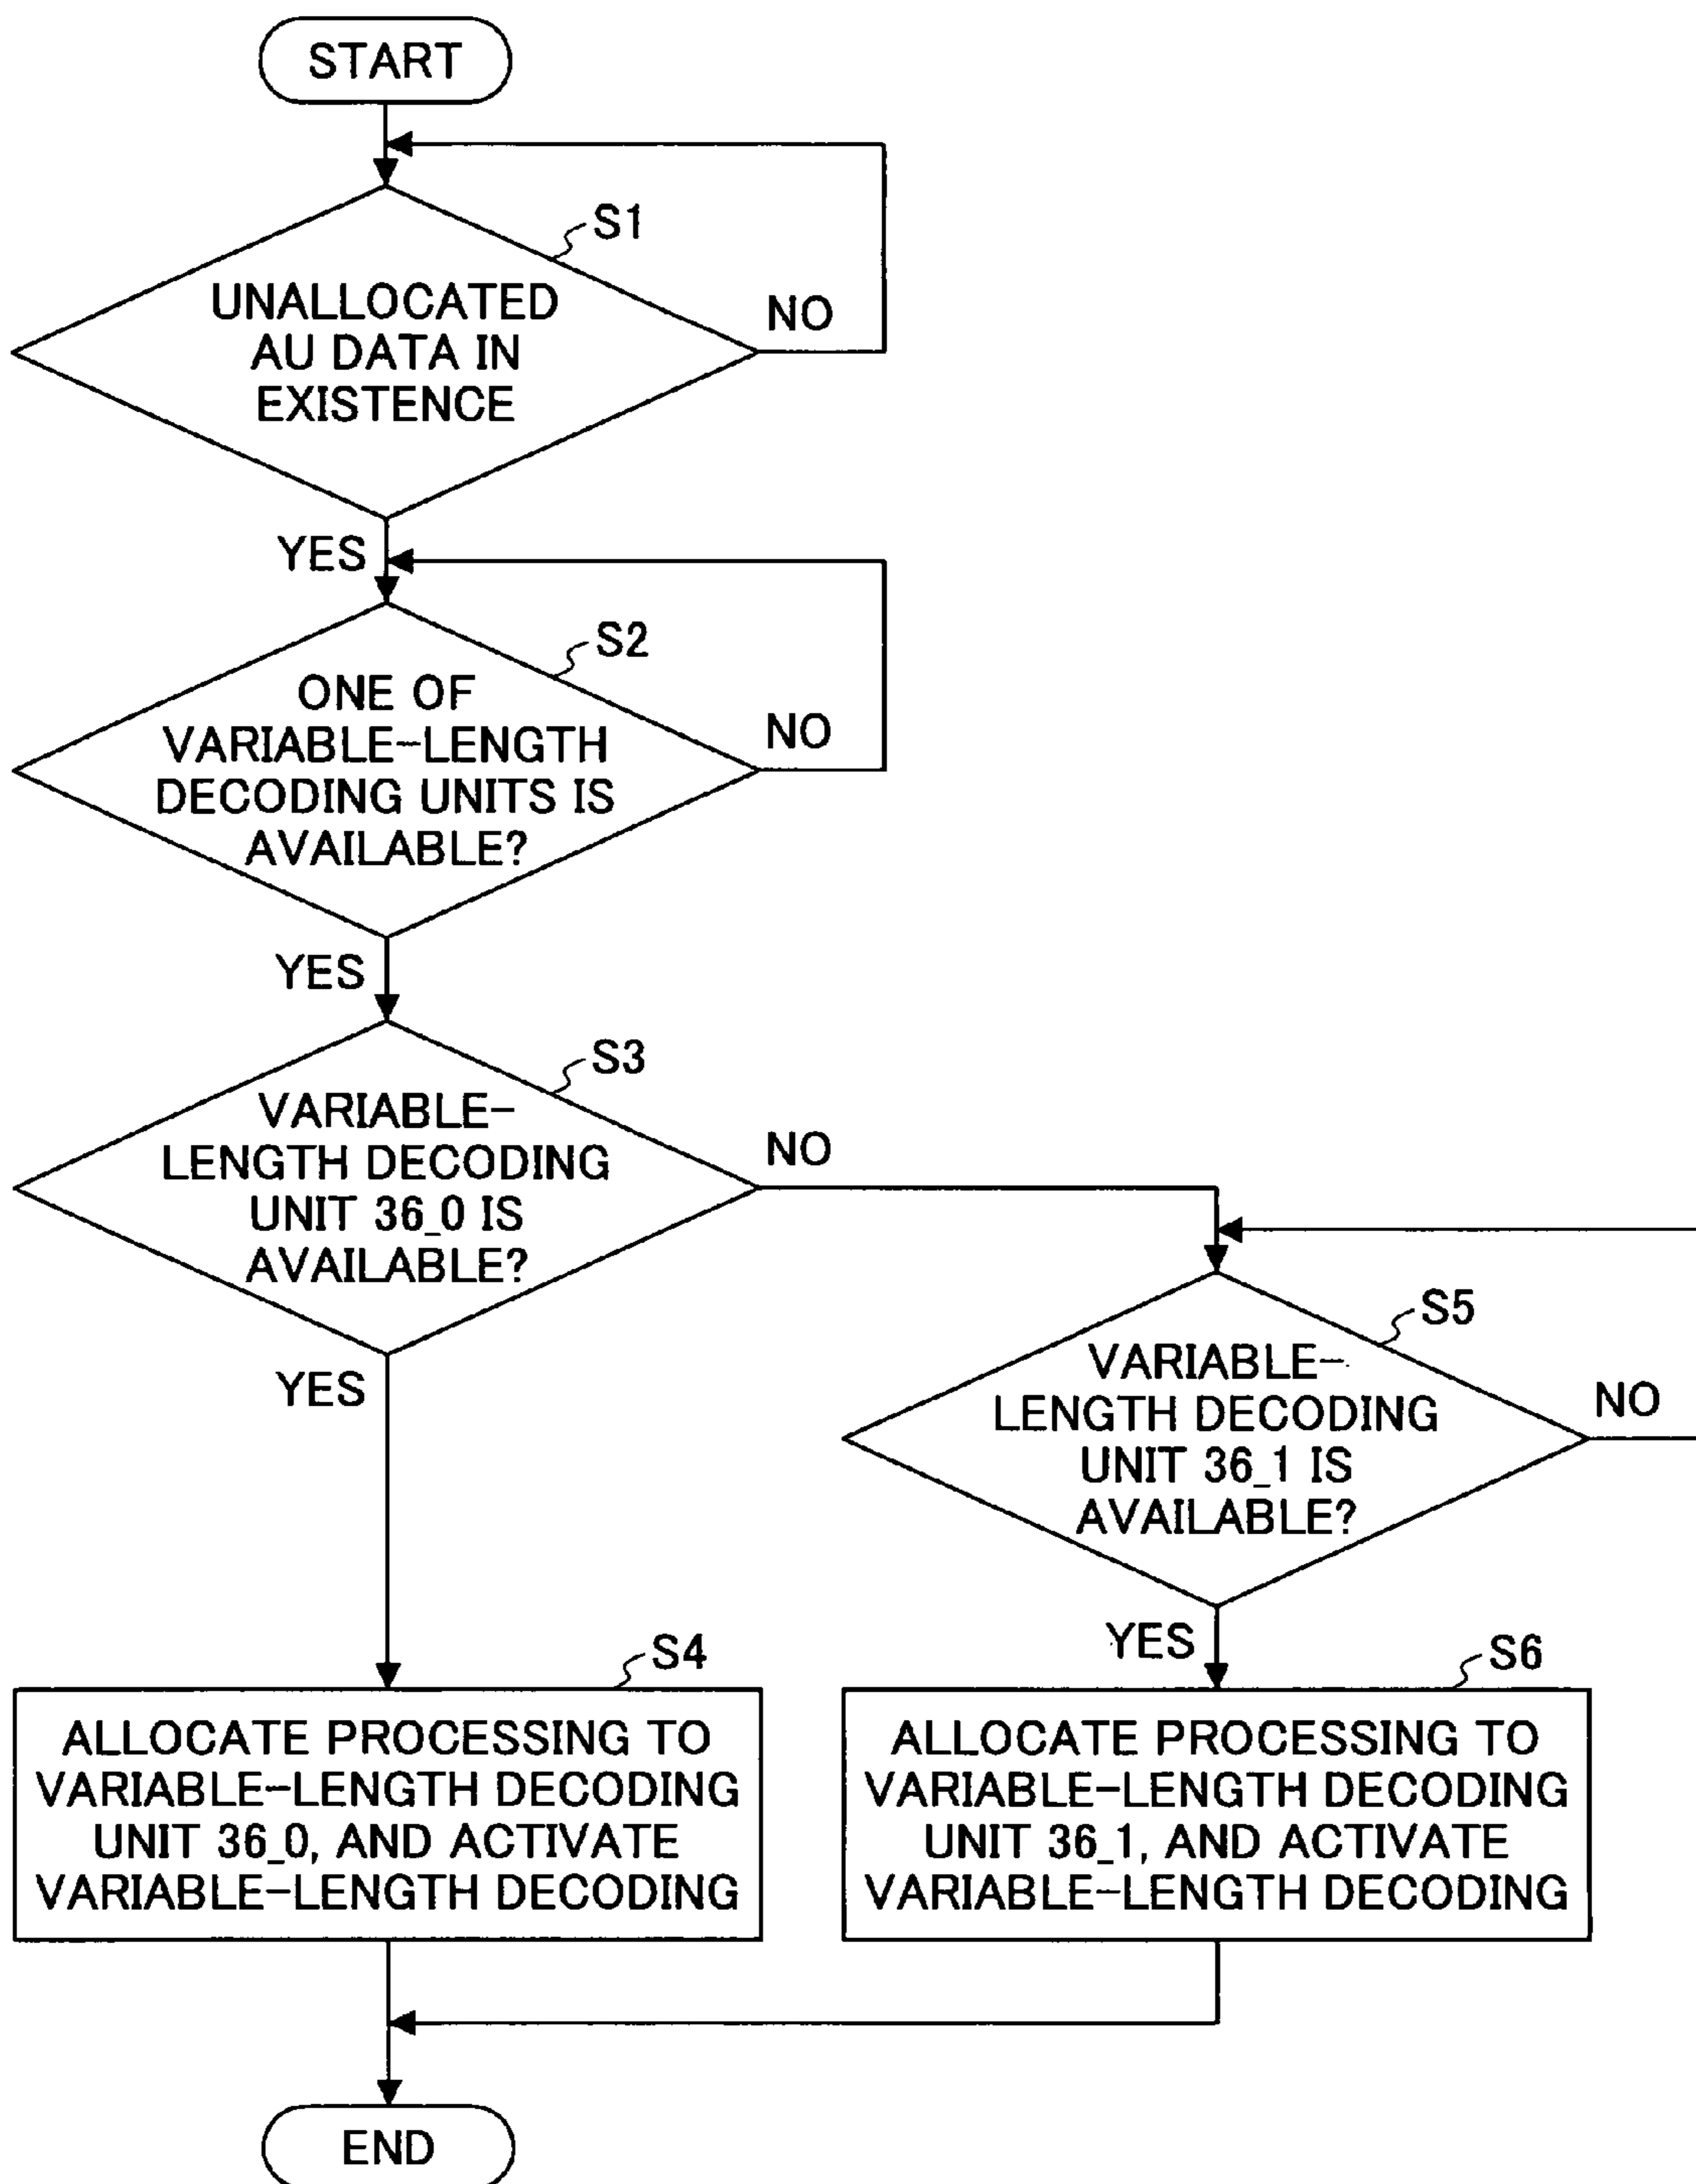 START
S1
UNALLOCATED
AU DATA IN
EXISTENCE
NO
YES
S2
ONE OF
VARIABLE-LENGTH
DECODING UNITS IS
AVAILABLE?
NO
YES
S3
VARIABLE-
LENGTH DECODING
UNIT 36_0 IS
AVAILABLE?
NO
YES
S5
VARIABLE-
LENGTH DECODING
UNIT 36_1 IS
AVAILABLE?
NO
YES
S4
ALLOCATE PROCESSING TO
VARIABLE-LENGTH DECODING
UNIT 36_0, AND ACTIVATE
VARIABLE-LENGTH DECODING
S6
ALLOCATE PROCESSING TO
VARIABLE-LENGTH DECODING
UNIT 36_1, AND ACTIVATE
VARIABLE-LENGTH DECODING
END